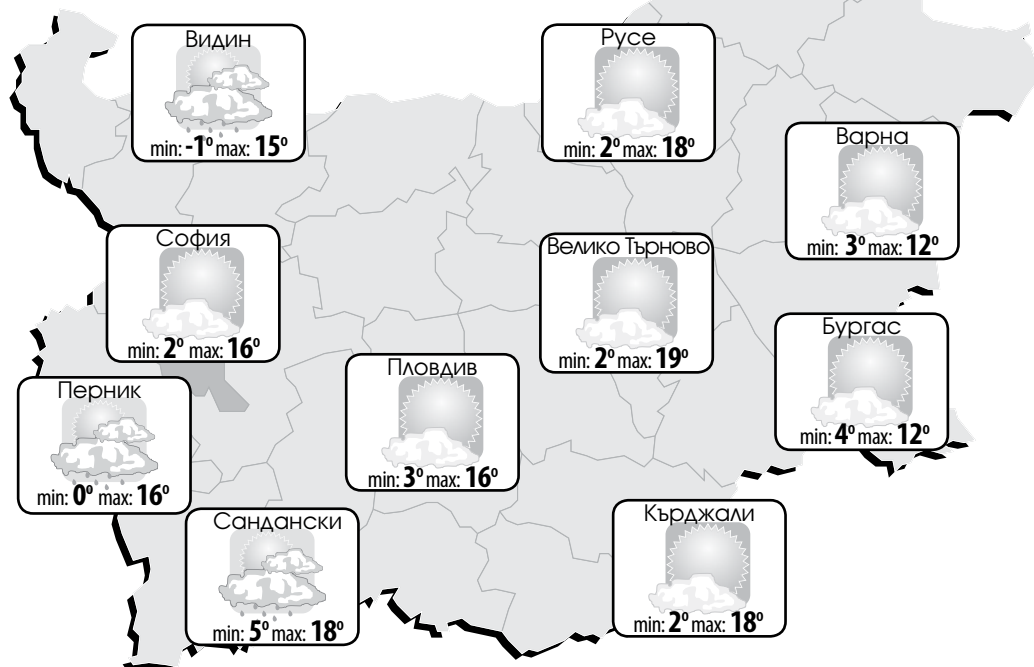 Видин
min: -1° max: 15°
Русе
min: 2° max: 18°
Варна
min: 3° max: 12°
София
min: 2° max: 16°
Велико Търново
min: 2° max: 19°
Бургас
min: 4° max: 12°
Пловдив
min: 3° max: 16°
Перник
min: 0° max: 16°
Сандански
min: 5° max: 18°
Кърджали
min: 2° max: 18°